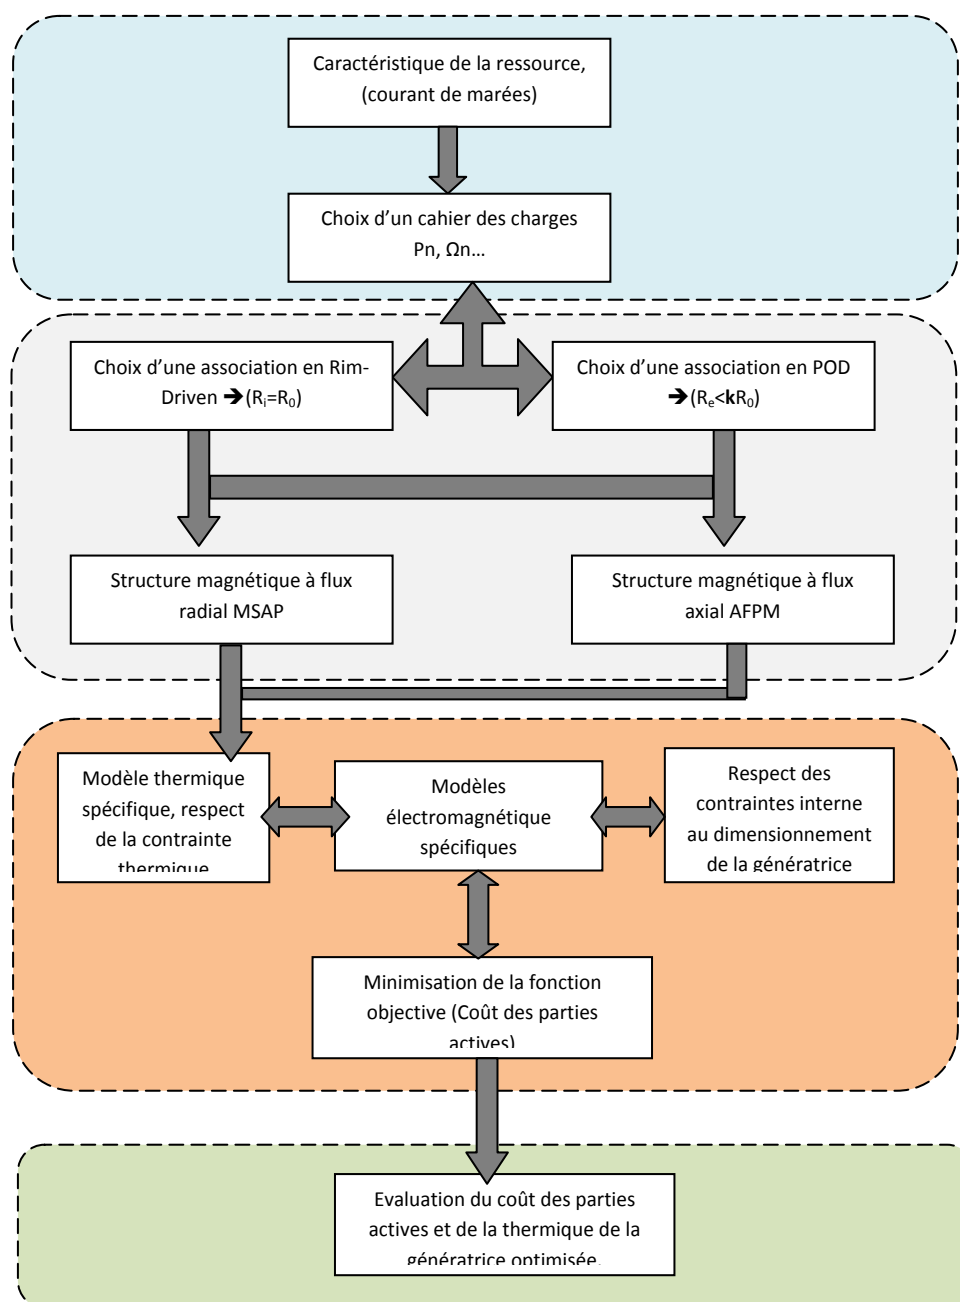 Caractéristique de la ressource,
(courant de marées)
Choix d’un cahier des charges
Pn, Ωn...
Choix d’une association en Rim-
Driven ➔(Ri=R0)
Choix d’une association en POD
➔(Re<kR0)
Structure magnétique à flux
radial MSAP
Structure magnétique à flux
axial AFPM
Modèle thermique
spécifique, respect
de la contrainte
thermique
Modèles
électromagnétique
spécifiques
Respect des
contraintes interne
au dimensionnement
de la génératrice
Minimisation de la fonction
objective (Coût des parties
actives)
Evaluation du coût des parties
actives et de la thermique de la
génératrice optimisée.